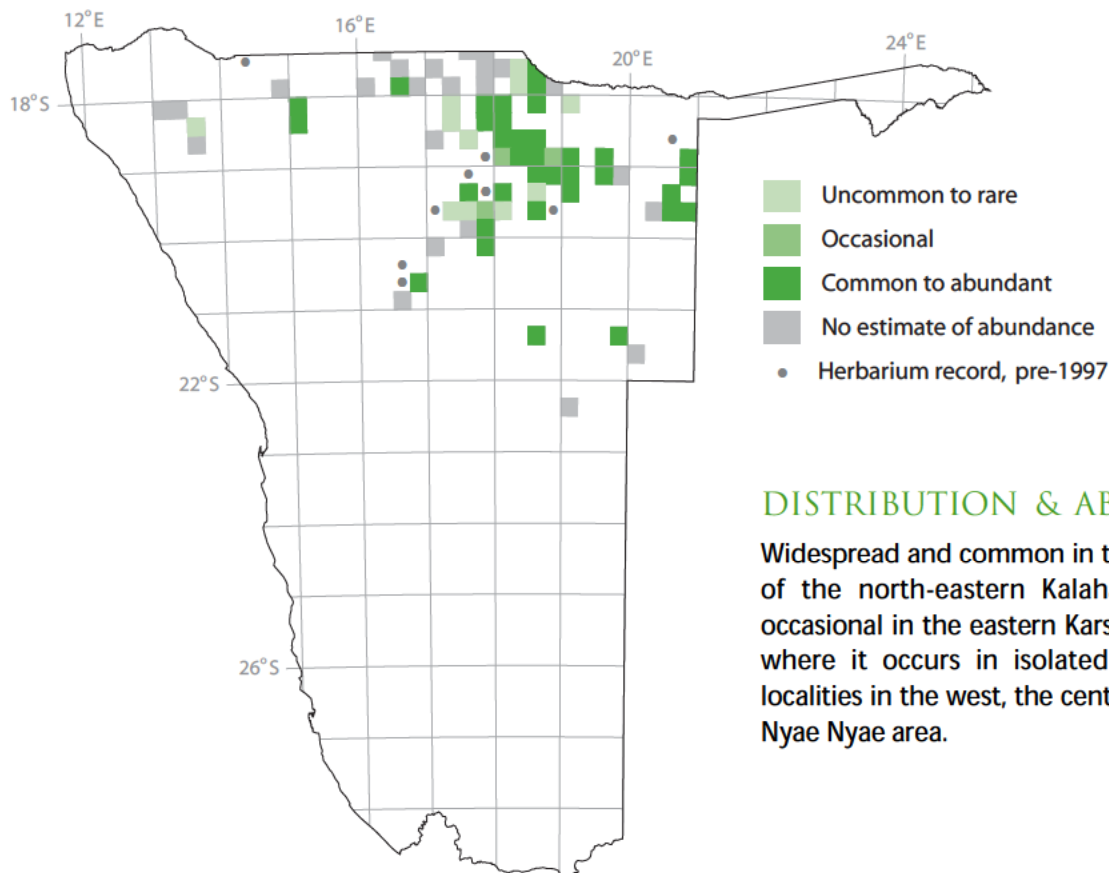 12°E
16°E
20°E
24°E
18°S
22°S
26°S
Uncommon to rare
Occasional
Common to abundant
No estimate of abundance
Herbarium record, pre-1997
DISTRIBUTION & AB
Widespread and common in t
of the north-eastern Kalah
occasional in the eastern Kars
where it occurs in isolated
localities in the west, the cent
Nyae Nyae area.